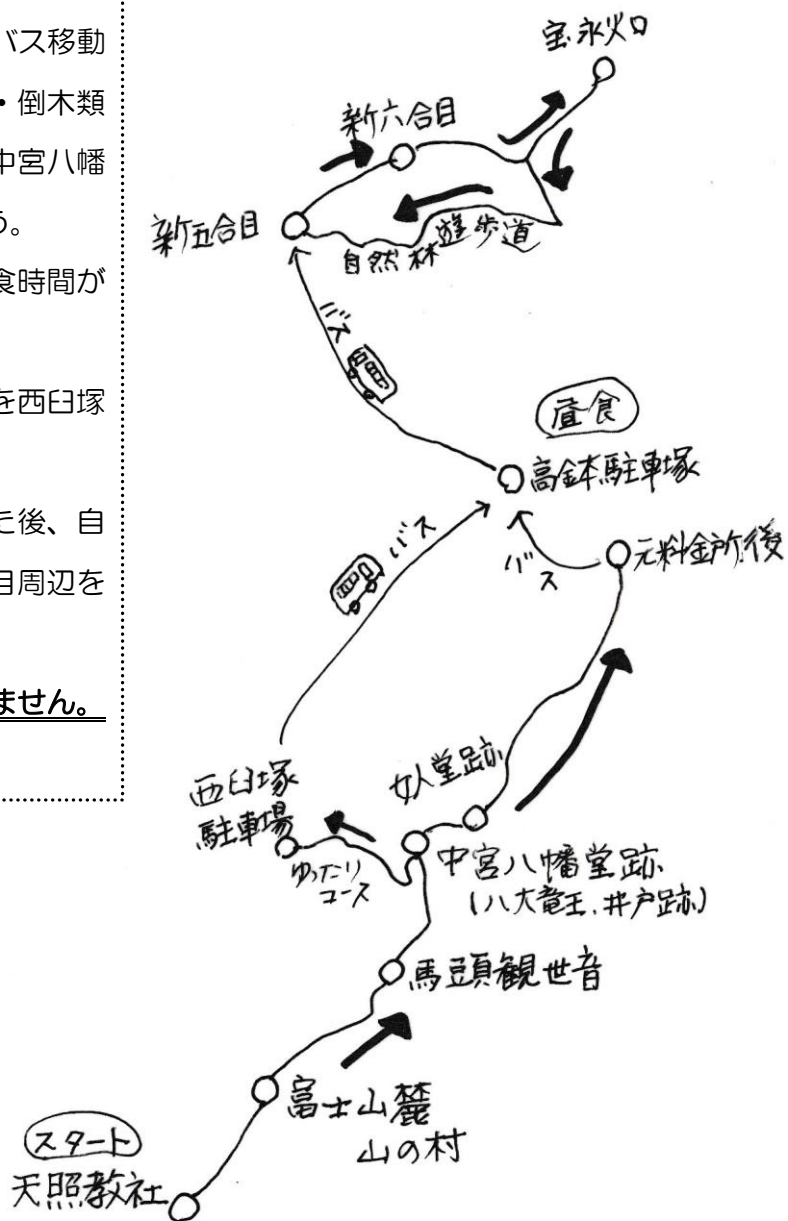 バス移動
・倒木類
中宮八幡
う。
食時間が
を西臼塚
た後、自
目周辺を
ません。
宝永火口
新六合目
新五合目
自然林遊歩道
バス
昼食
高鉢駐車塚
バス
バス
元料金所後
西臼塚
駐車場
女人堂跡
ゆったり
コース
中宮八幡堂跡
(八大竜王.井戸跡)
馬頭観世音
富士山麓
山の村
スタート
天照教社